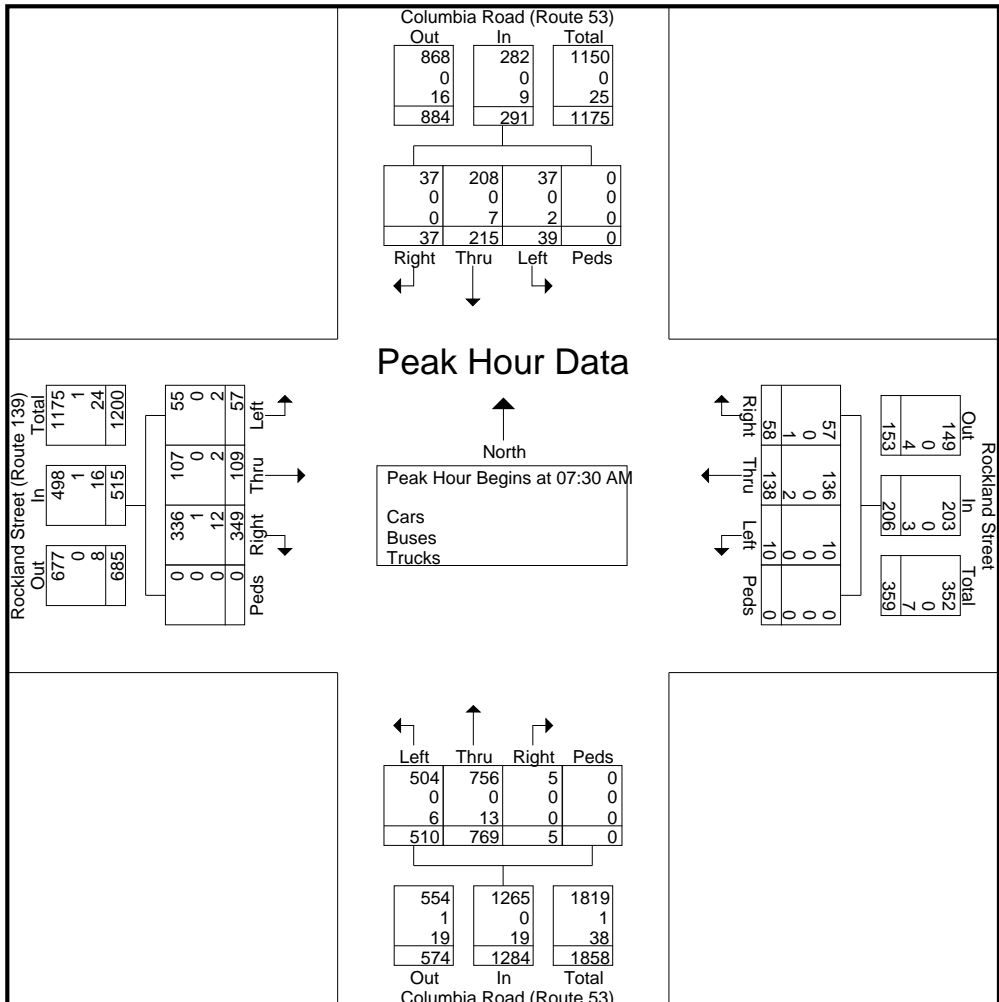 Columbia Road (Route 53)
Out In Total
868 282 1150
0 0 0
16 9 25
884 291 1175
37 208 37 0
0 0 0 0
0 7 2 0
37 215 39 0
Right Thru Left Peds
Peak Hour Data
North
Peak Hour Begins at 07:30 AM
Cars
Buses
Trucks
Rockland Street (Route 139)
Out In Total
677 498 1175
0 1 1
8 16 24
685 515 1200
0 336 107 55
0 1 0 0
0 12 2 2
0 349 109 57
Peds Right Thru Left
Rockland Street
Out In Total
149 203 352
0 0 0
4 3 7
153 206 359
57 136 10 0
0 0 0 0
1 2 0 0
58 138 10 0
Right Thru Left Peds
Left Thru Right Peds
504 756 5 0
0 0 0 0
6 13 0 0
510 769 5 0
554 1265 1819
1 0 1
19 19 38
574 1284 1858
Out In Total
Columbia Road (Route 53)